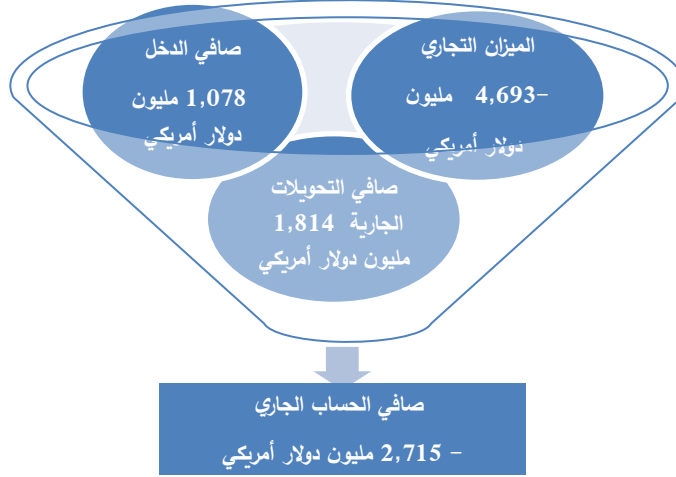 الميزان التجاري
-4,693 مليون
دولار أمريكي
صافي الدخل
1,078 مليون
دولار أمريكي
صافي التحويلات
الجارية 1,814
مليون دولار أمريكي
صافي الحساب الجاري
- 2,715 مليون دولار أمريكي